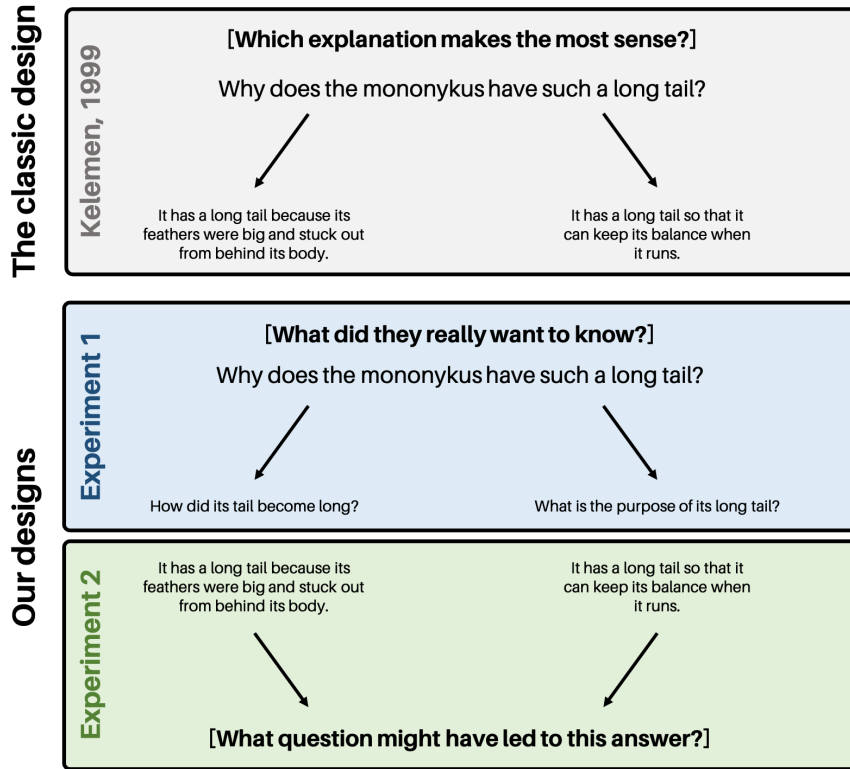 The classic design
Kelemen, 1999
[Which explanation makes the most sense?]
Why does the mononykus have such a long tail?
It has a long tail because its
feathers were big and stuck out
from behind its body.
It has a long tail so that it
can keep its balance when
it runs.
Our designs
Experiment 1
[What did they really want to know?]
Why does the mononykus have such a long tail?
How did its tail become long?
What is the purpose of its long tail?
Experiment 2
It has a long tail because its
feathers were big and stuck out
from behind its body.
It has a long tail so that it
can keep its balance when
it runs.
[What question might have led to this answer?]